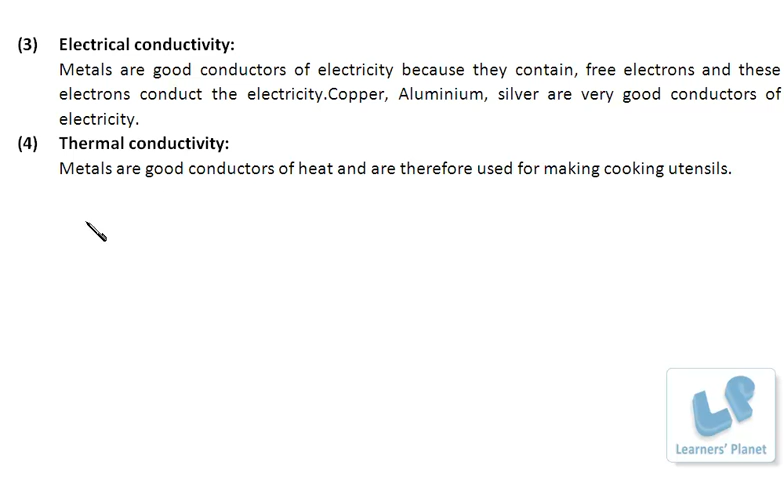 (3) Electrical conductivity:
Metals are good conductors of electricity because they contain, free electrons and these
electrons conduct the electricity.Copper, Aluminium, silver are very good conductors of
electricity.
(4) Thermal conductivity:
Metals are good conductors of heat and are therefore used for making cooking utensils.
LP
Learners' Planet